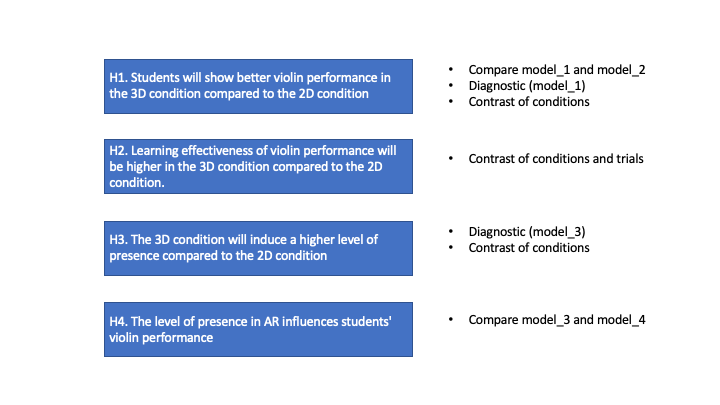 H1. Students will show better violin performance in
the 3D condition compared to the 2D condition
• Compare model_1 and model_2
• Diagnostic (model_1)
• Contrast of conditions
H2. Learning effectiveness of violin performance will
be higher in the 3D condition compared to the 2D
condition.
• Contrast of conditions and trials
H3. The 3D condition will induce a higher level of
presence compared to the 2D condition
• Diagnostic (model_3)
• Contrast of conditions
H4. The level of presence in AR influences students'
violin performance
• Compare model_3 and model_4